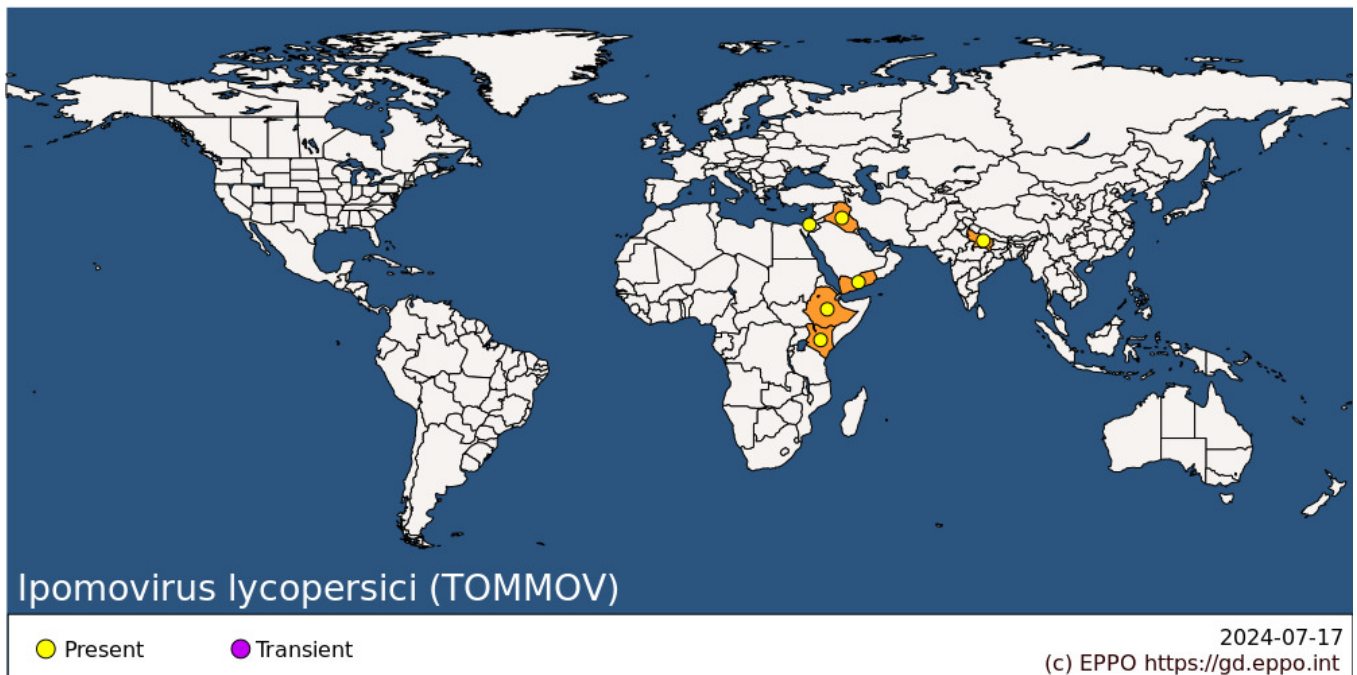 Ipomovirus lycopersici (TOMMOV)
Present
Transient
2024-07-17
(c) EPPO https://gd.eppo.int